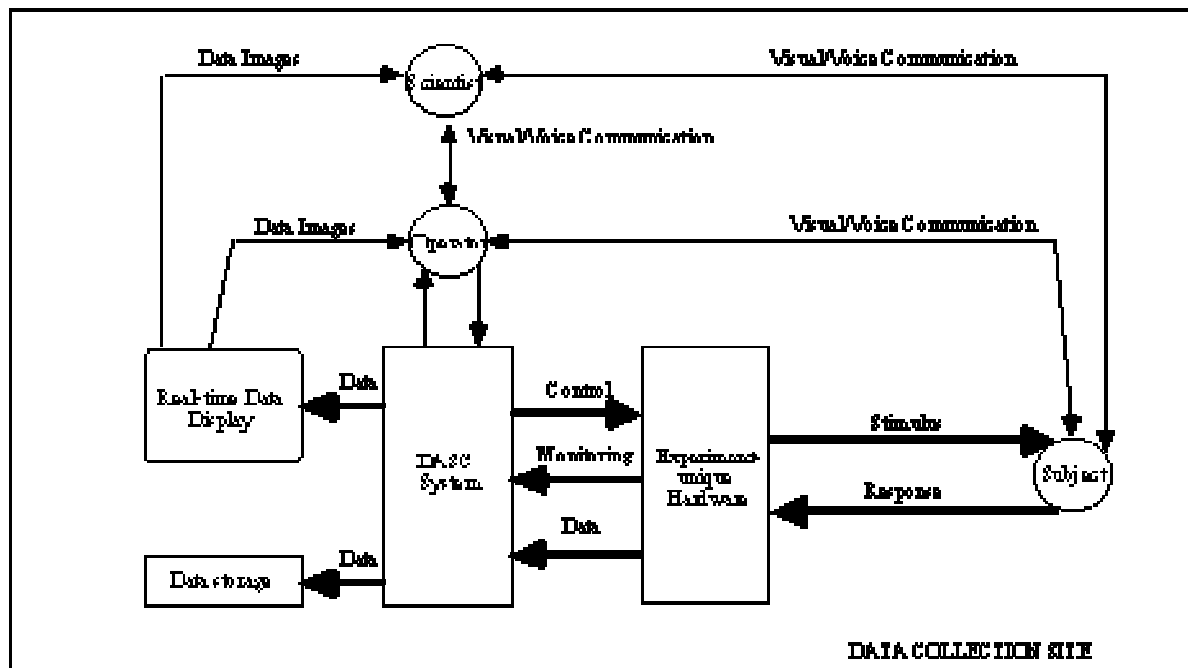 Data Images
Visual/Voice Communication
Scientist
Visual/Voice Communication
Data Images
Visual/Voice Communication
Operator
Real-time Data
Display
Data
Control
Stimulus
System
Monitoring
Experiment-
unique
Hardware
Subject
Response
Data
Data storage
Data
DATA COLLECTION SITE